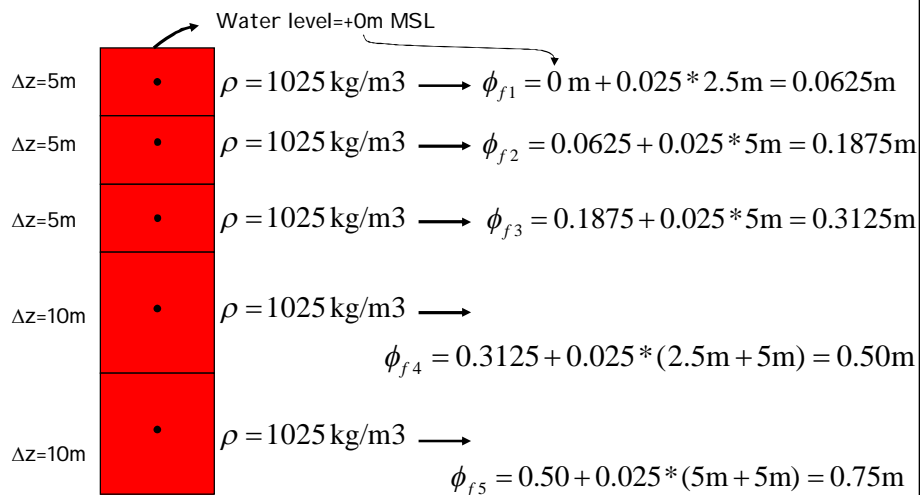 Water level=+0m MSL
Δz=5m ρ = 1025 kg/m3 ϕf1 = 0 m + 0.025 * 2.5m = 0.0625m
Δz=5m ρ = 1025 kg/m3 ϕf2 = 0.0625 + 0.025 * 5m = 0.1875m
Δz=5m ρ = 1025 kg/m3 ϕf3 = 0.1875 + 0.025 * 5m = 0.3125m
Δz=10m ρ = 1025 kg/m3
ϕf4 = 0.3125 + 0.025 * (2.5m + 5m) = 0.50m
Δz=10m ρ = 1025 kg/m3
ϕf5 = 0.50 + 0.025 * (5m + 5m) = 0.75m